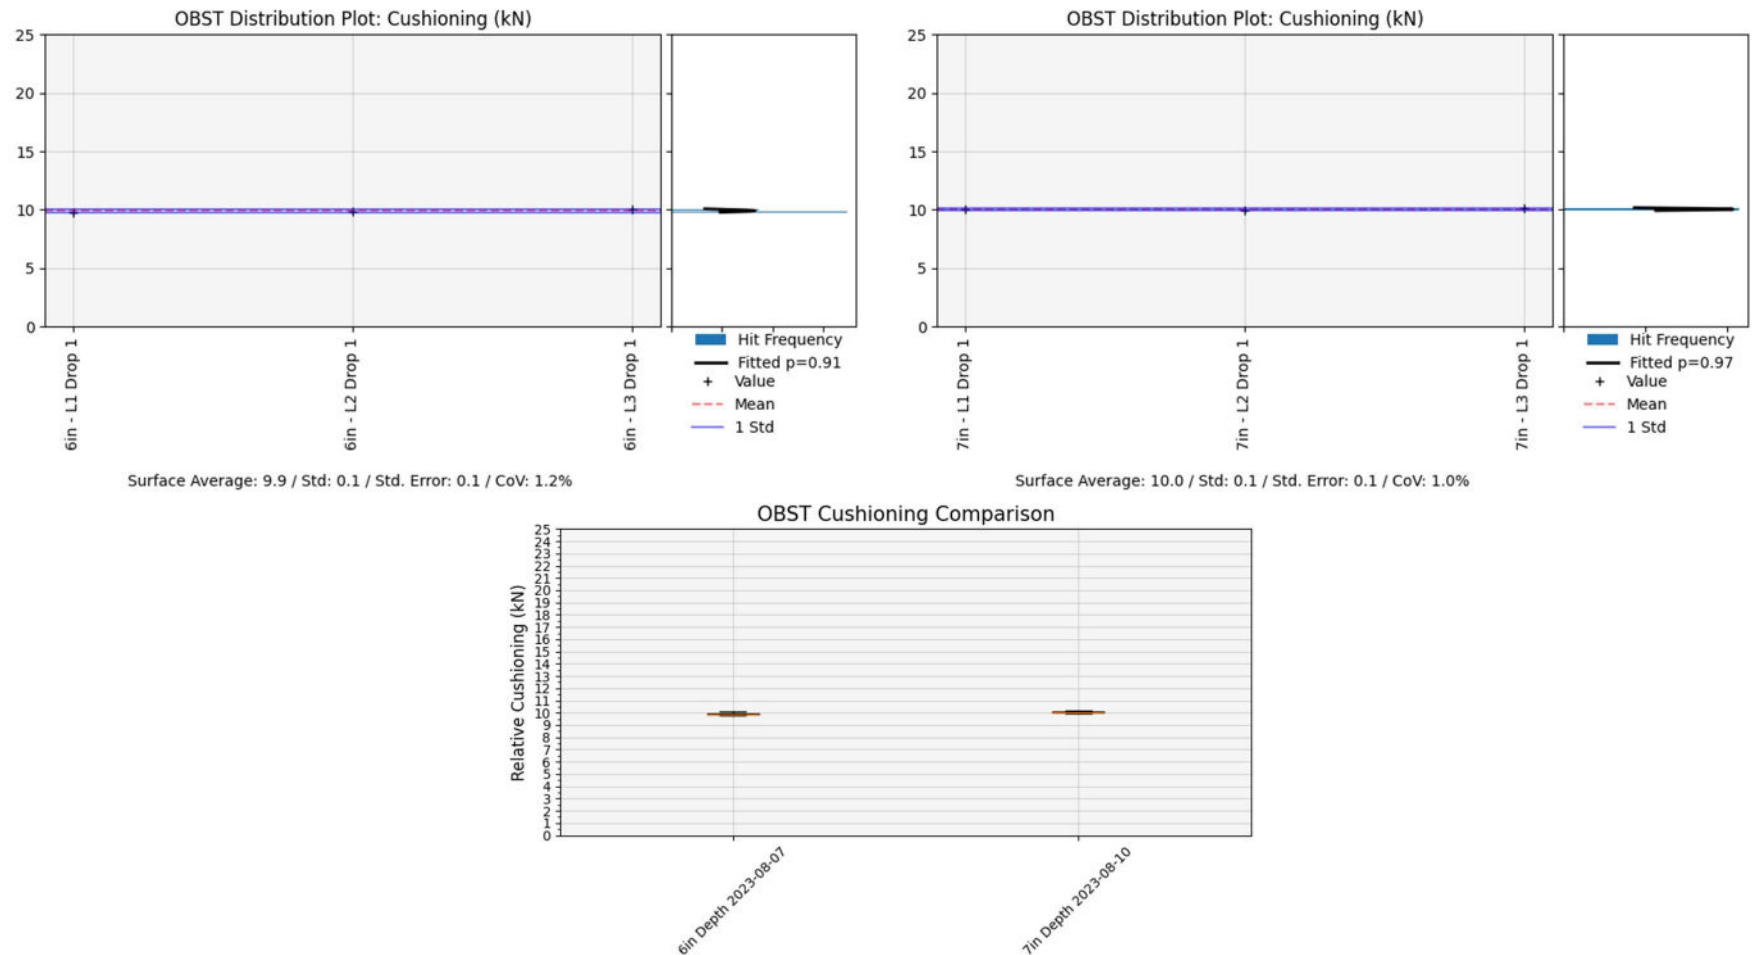 OBST Distribution Plot: Cushioning (kN)
25
20
15
10
5
0
6in - L1 Drop 1
6in - L2 Drop 1
6in - L3 Drop 1
Hit Frequency
Fitted p=0.91
Value
Mean
1 Std
Surface Average: 9.9 / Std: 0.1 / Std. Error: 0.1 / CoV: 1.2%
OBST Distribution Plot: Cushioning (kN)
25
20
15
10
5
0
7in - L1 Drop 1
7in - L2 Drop 1
7in - L3 Drop 1
Hit Frequency
Fitted p=0.97
Value
Mean
1 Std
Surface Average: 10.0 / Std: 0.1 / Std. Error: 0.1 / CoV: 1.0%
OBST Cushioning Comparison
Relative Cushioning (kN)
25
24
23
22
21
20
19
18
17
16
15
14
13
12
11
10
9
8
7
6
5
4
3
2
1
0
6in Depth 2023-08-07
7in Depth 2023-08-10